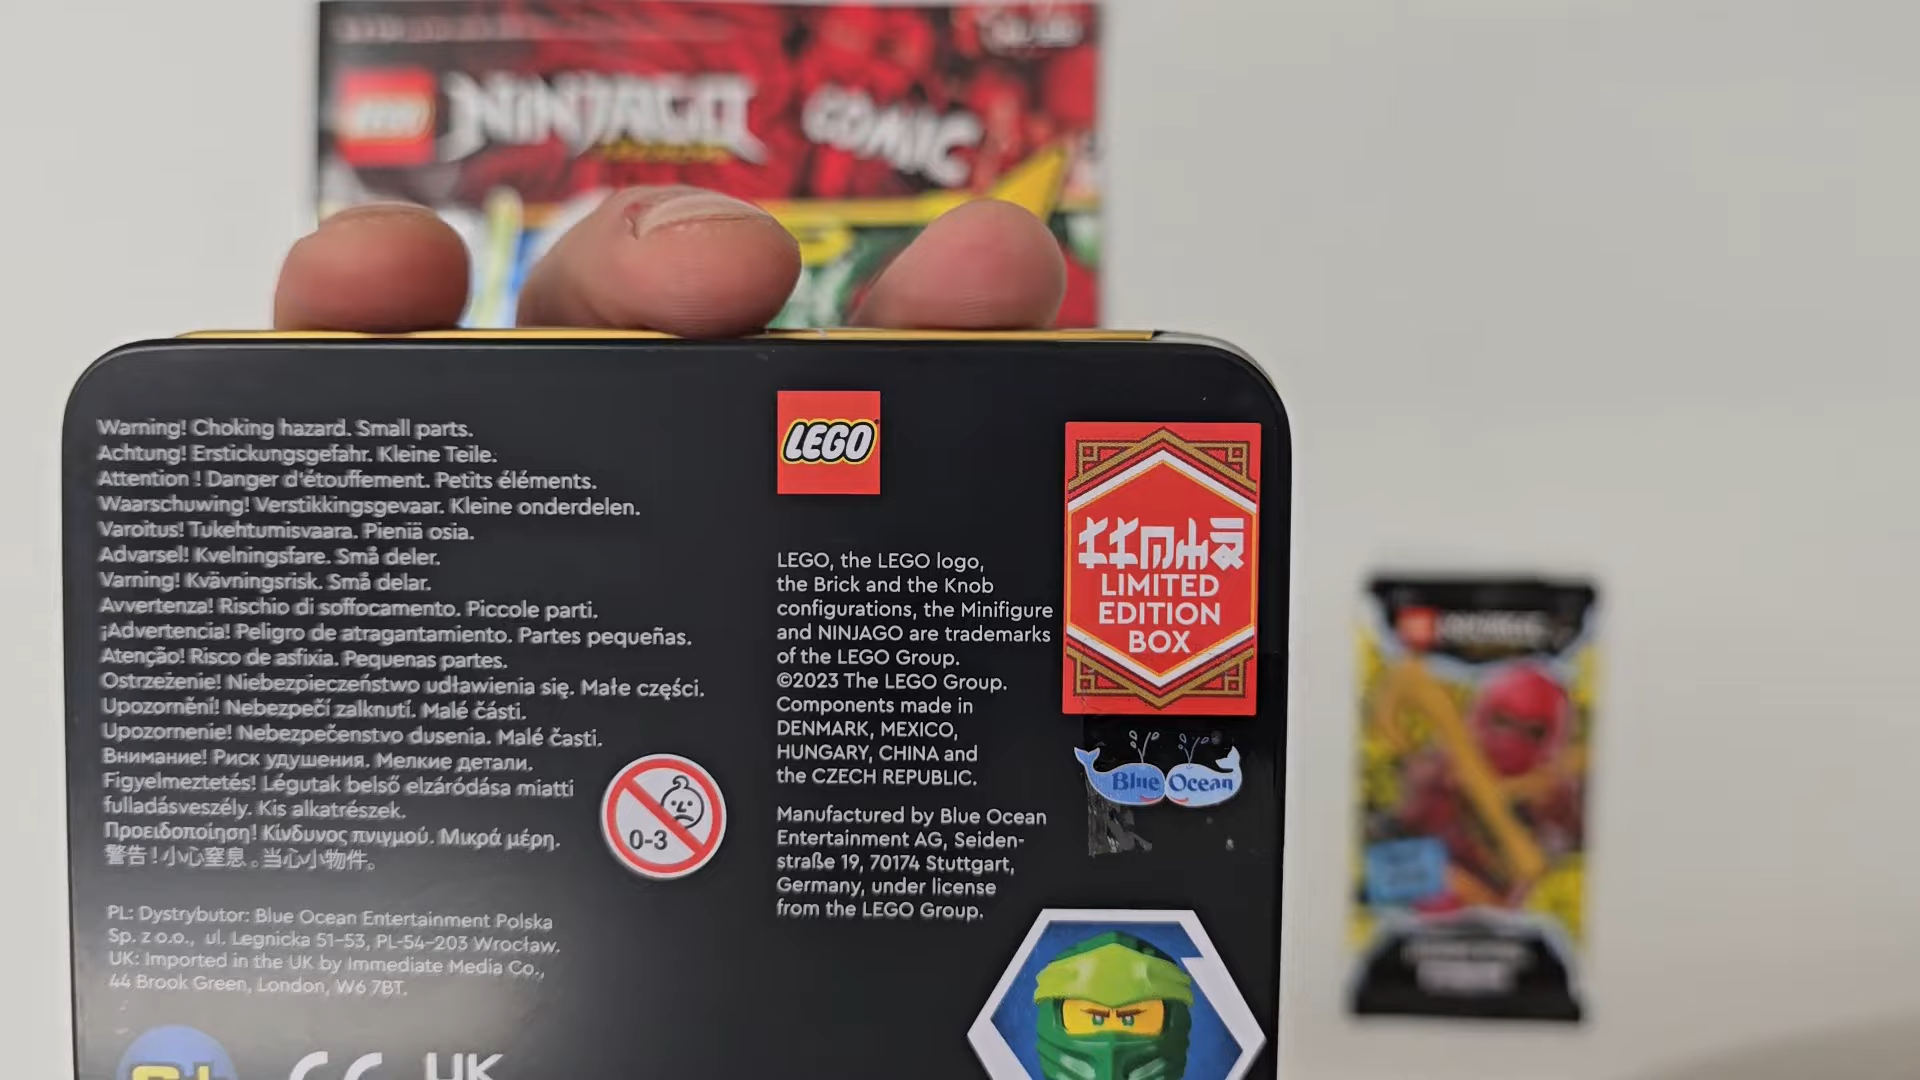 LEGO NINJAGO COMIC
Warning! Choking hazard. Small parts.
Achtung! Erstickungsgefahr. Kleine Teile.
Attention ! Danger d'étouffement. Petits éléments.
Waarschuwing! Verstikkingsgevaar. Kleine onderdelen.
Varoitus! Tukehtumisvaara. Pieniä osia.
Advarsel! Kvelningsfare. Små deler.
Varning! Kvävningsrisk. Små delar.
Avvertenza! Rischio di soffocamento. Piccole parti.
¡Advertencia! Peligro de atragantamiento. Partes pequeñas.
Atenção! Risco de asfixia. Pequenas partes.
Ostrzeżenie! Niebezpieczeństwo udławienia się. Małe części.
Upozornění! Nebezpečí zalknutí. Malé části.
Upozornenie! Nebezpečenstvo dusenia. Malé časti.
Внимание! Риск удушения. Мелкие детали.
Figyelmeztetés! Légutak belső elzáródása miatti
fulladásveszély. Kis alkatrészek.
Προειδοποίηση! Κίνδυνος πνιγμού. Μικρά μέρη.
警告！小心窒息。当心小物件。
0-3
PL: Dystrybutor: Blue Ocean Entertainment Polska
Sp. z o.o., ul. Legnicka 51-53, PL-54-203 Wrocław.
UK: Imported in the UK by Immediate Media Co.,
44 Brook Green, London, W6 7BT.
CE UK
LEGO
LEGO, the LEGO logo,
the Brick and the Knob
configurations, the Minifigure
and NINJAGO are trademarks
of the LEGO Group.
©2023 The LEGO Group.
Components made in
DENMARK, MEXICO,
HUNGARY, CHINA and
the CZECH REPUBLIC.
Manufactured by Blue Ocean
Entertainment AG, Seiden-
straße 19, 70174 Stuttgart,
Germany, under license
from the LEGO Group.
LIMITED
EDITION
BOX
Blue Ocean